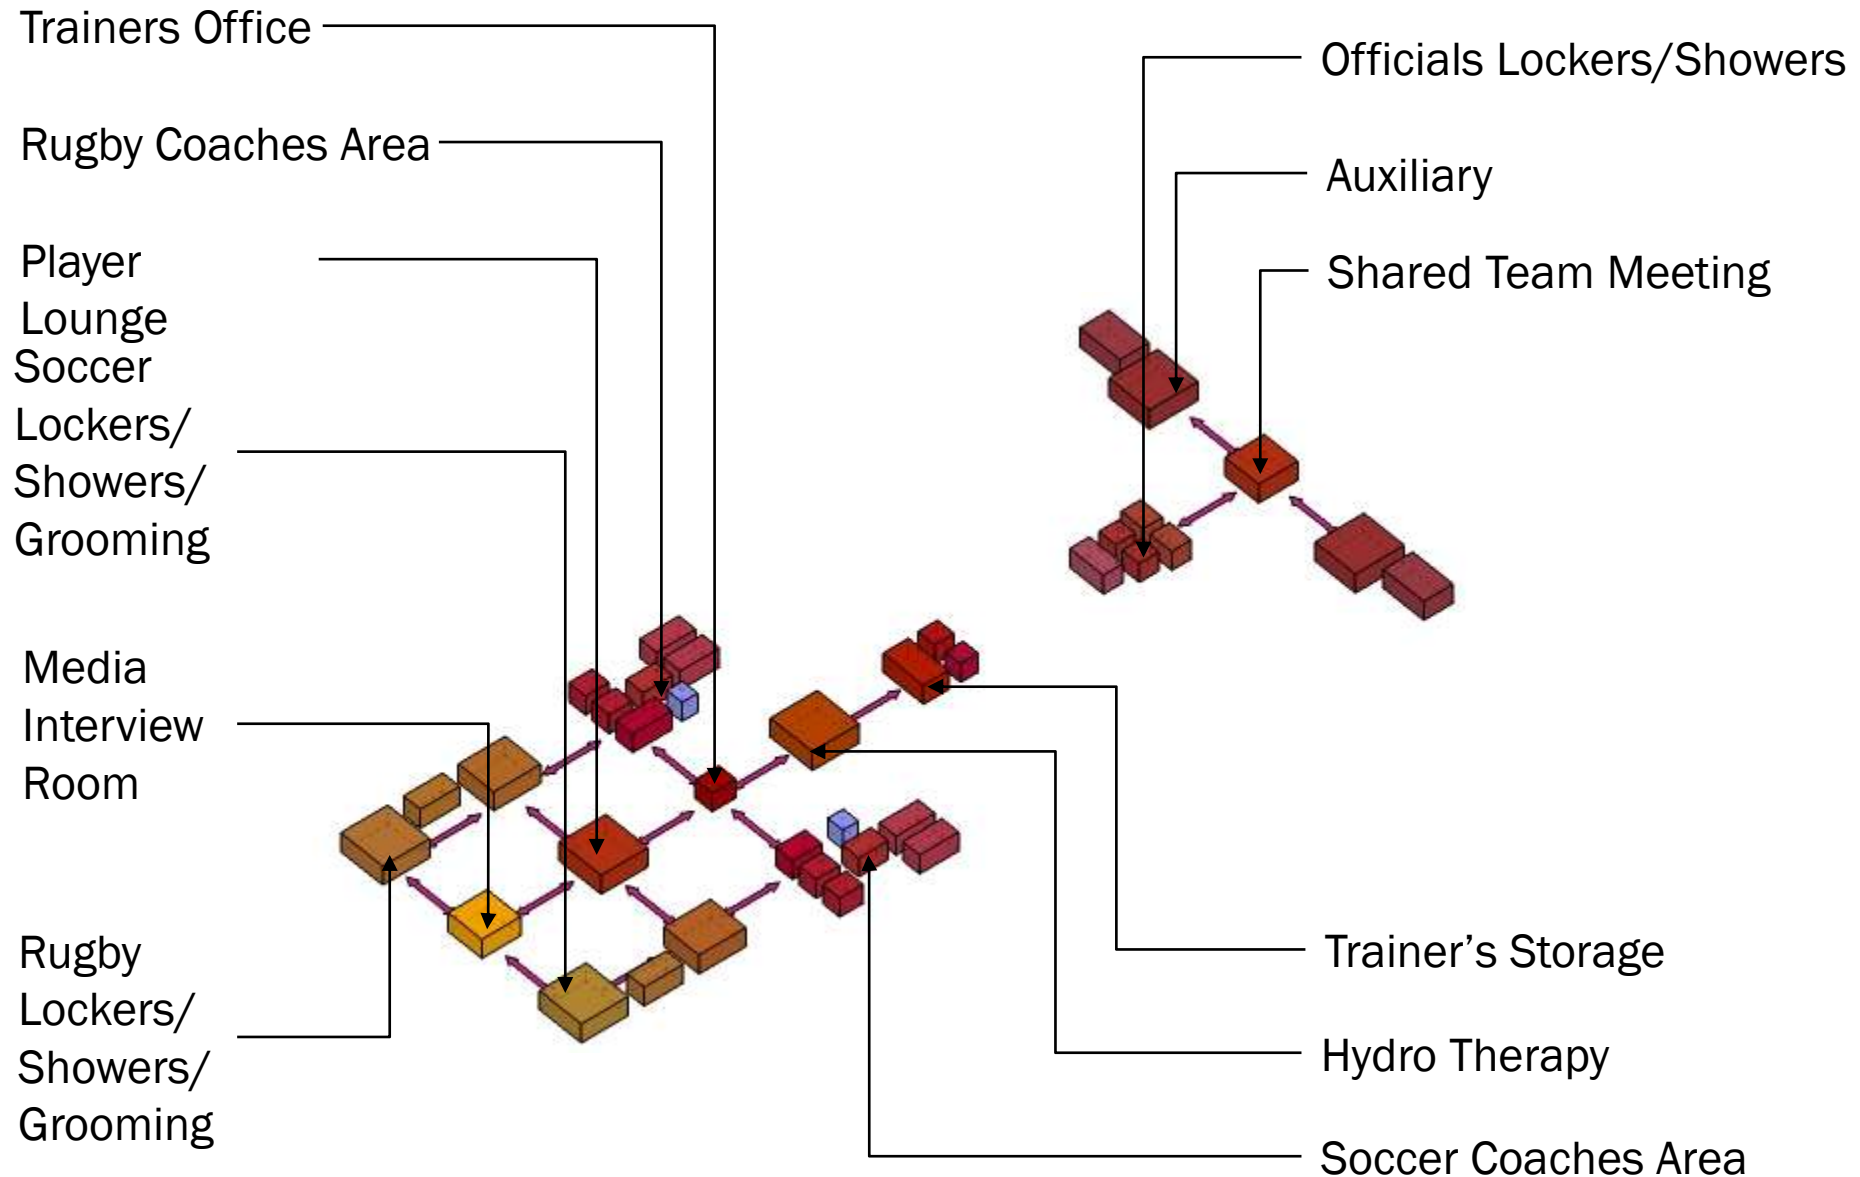 Trainers Office
Rugby Coaches Area
Player
Lounge
Soccer
Lockers/
Showers/
Grooming
Media
Interview
Room
Rugby
Lockers/
Showers/
Grooming
Officials Lockers/Showers
Auxiliary
Shared Team Meeting
Trainer’s Storage
Hydro Therapy
Soccer Coaches Area